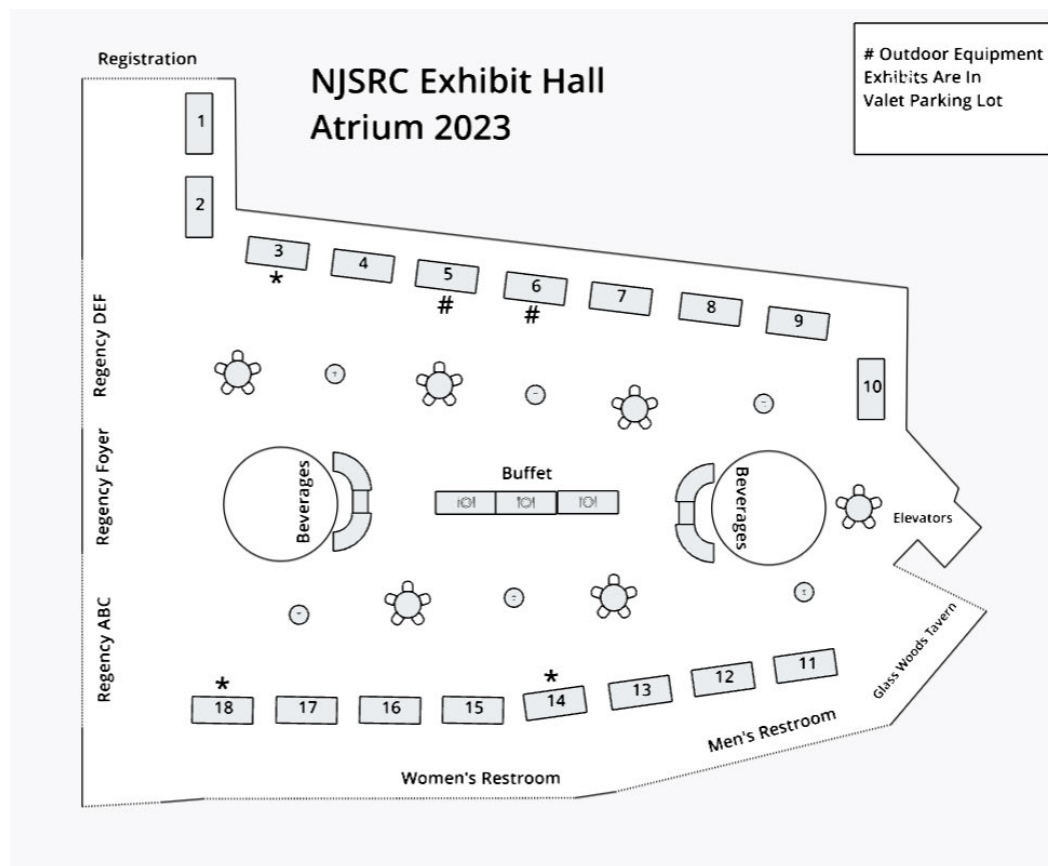 Registration
NJSRC Exhibit Hall
Atrium 2023
# Outdoor Equipment
Exhibits Are In
Valet Parking Lot
1
2
3
*
4
5
#
6
#
7
8
9
10
Regency DEF
Regency Foyer
Regency ABC
Beverages
Buffet
Beverages
Elevators
Glass Woods Tavern
*
18
17
16
15
*
14
13
12
11
Men's Restroom
Women's Restroom